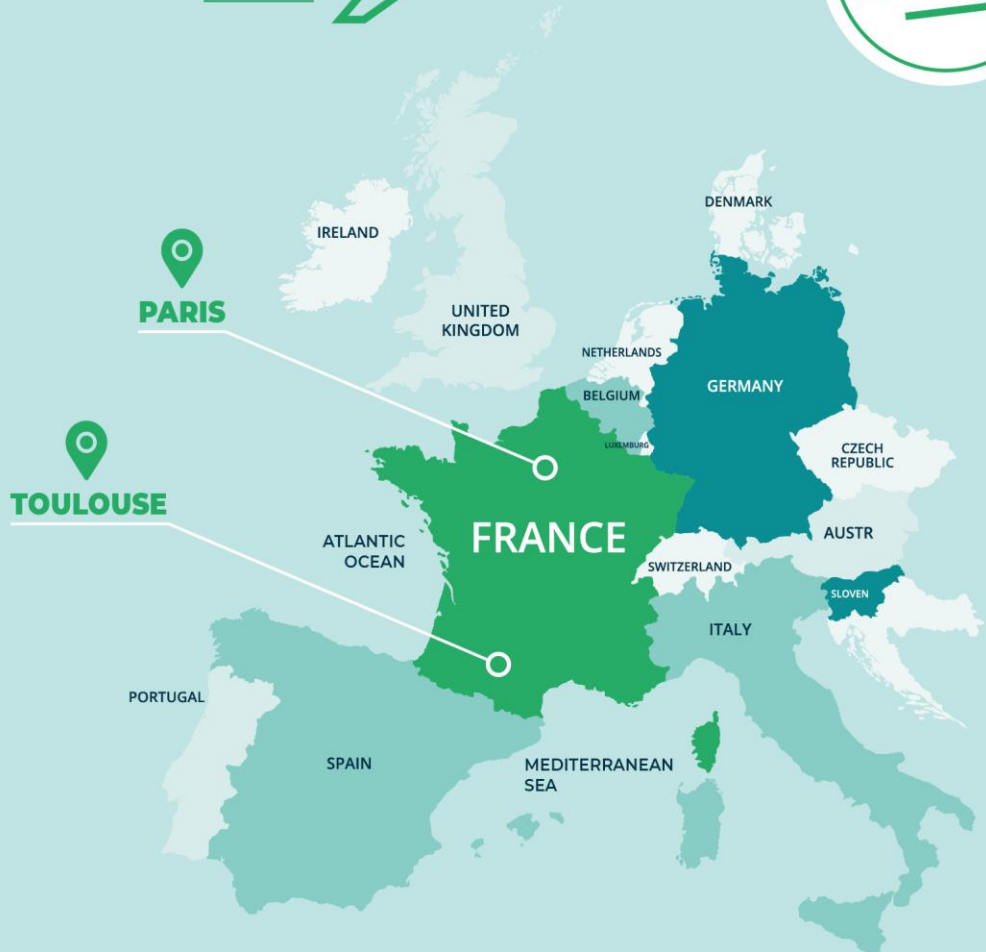 DENMARK
IRELAND
PARIS
UNITED
KINGDOM
NETHERLANDS
GERMANY
BELGIUM
LUXEMBURG
CZECH
REPUBLIC
TOULOUSE
FRANCE
AUSTR
ATLANTIC
OCEAN
SWITZERLAND
SLOVEN
ITALY
PORTUGAL
SPAIN
MEDITERRANEAN
SEA